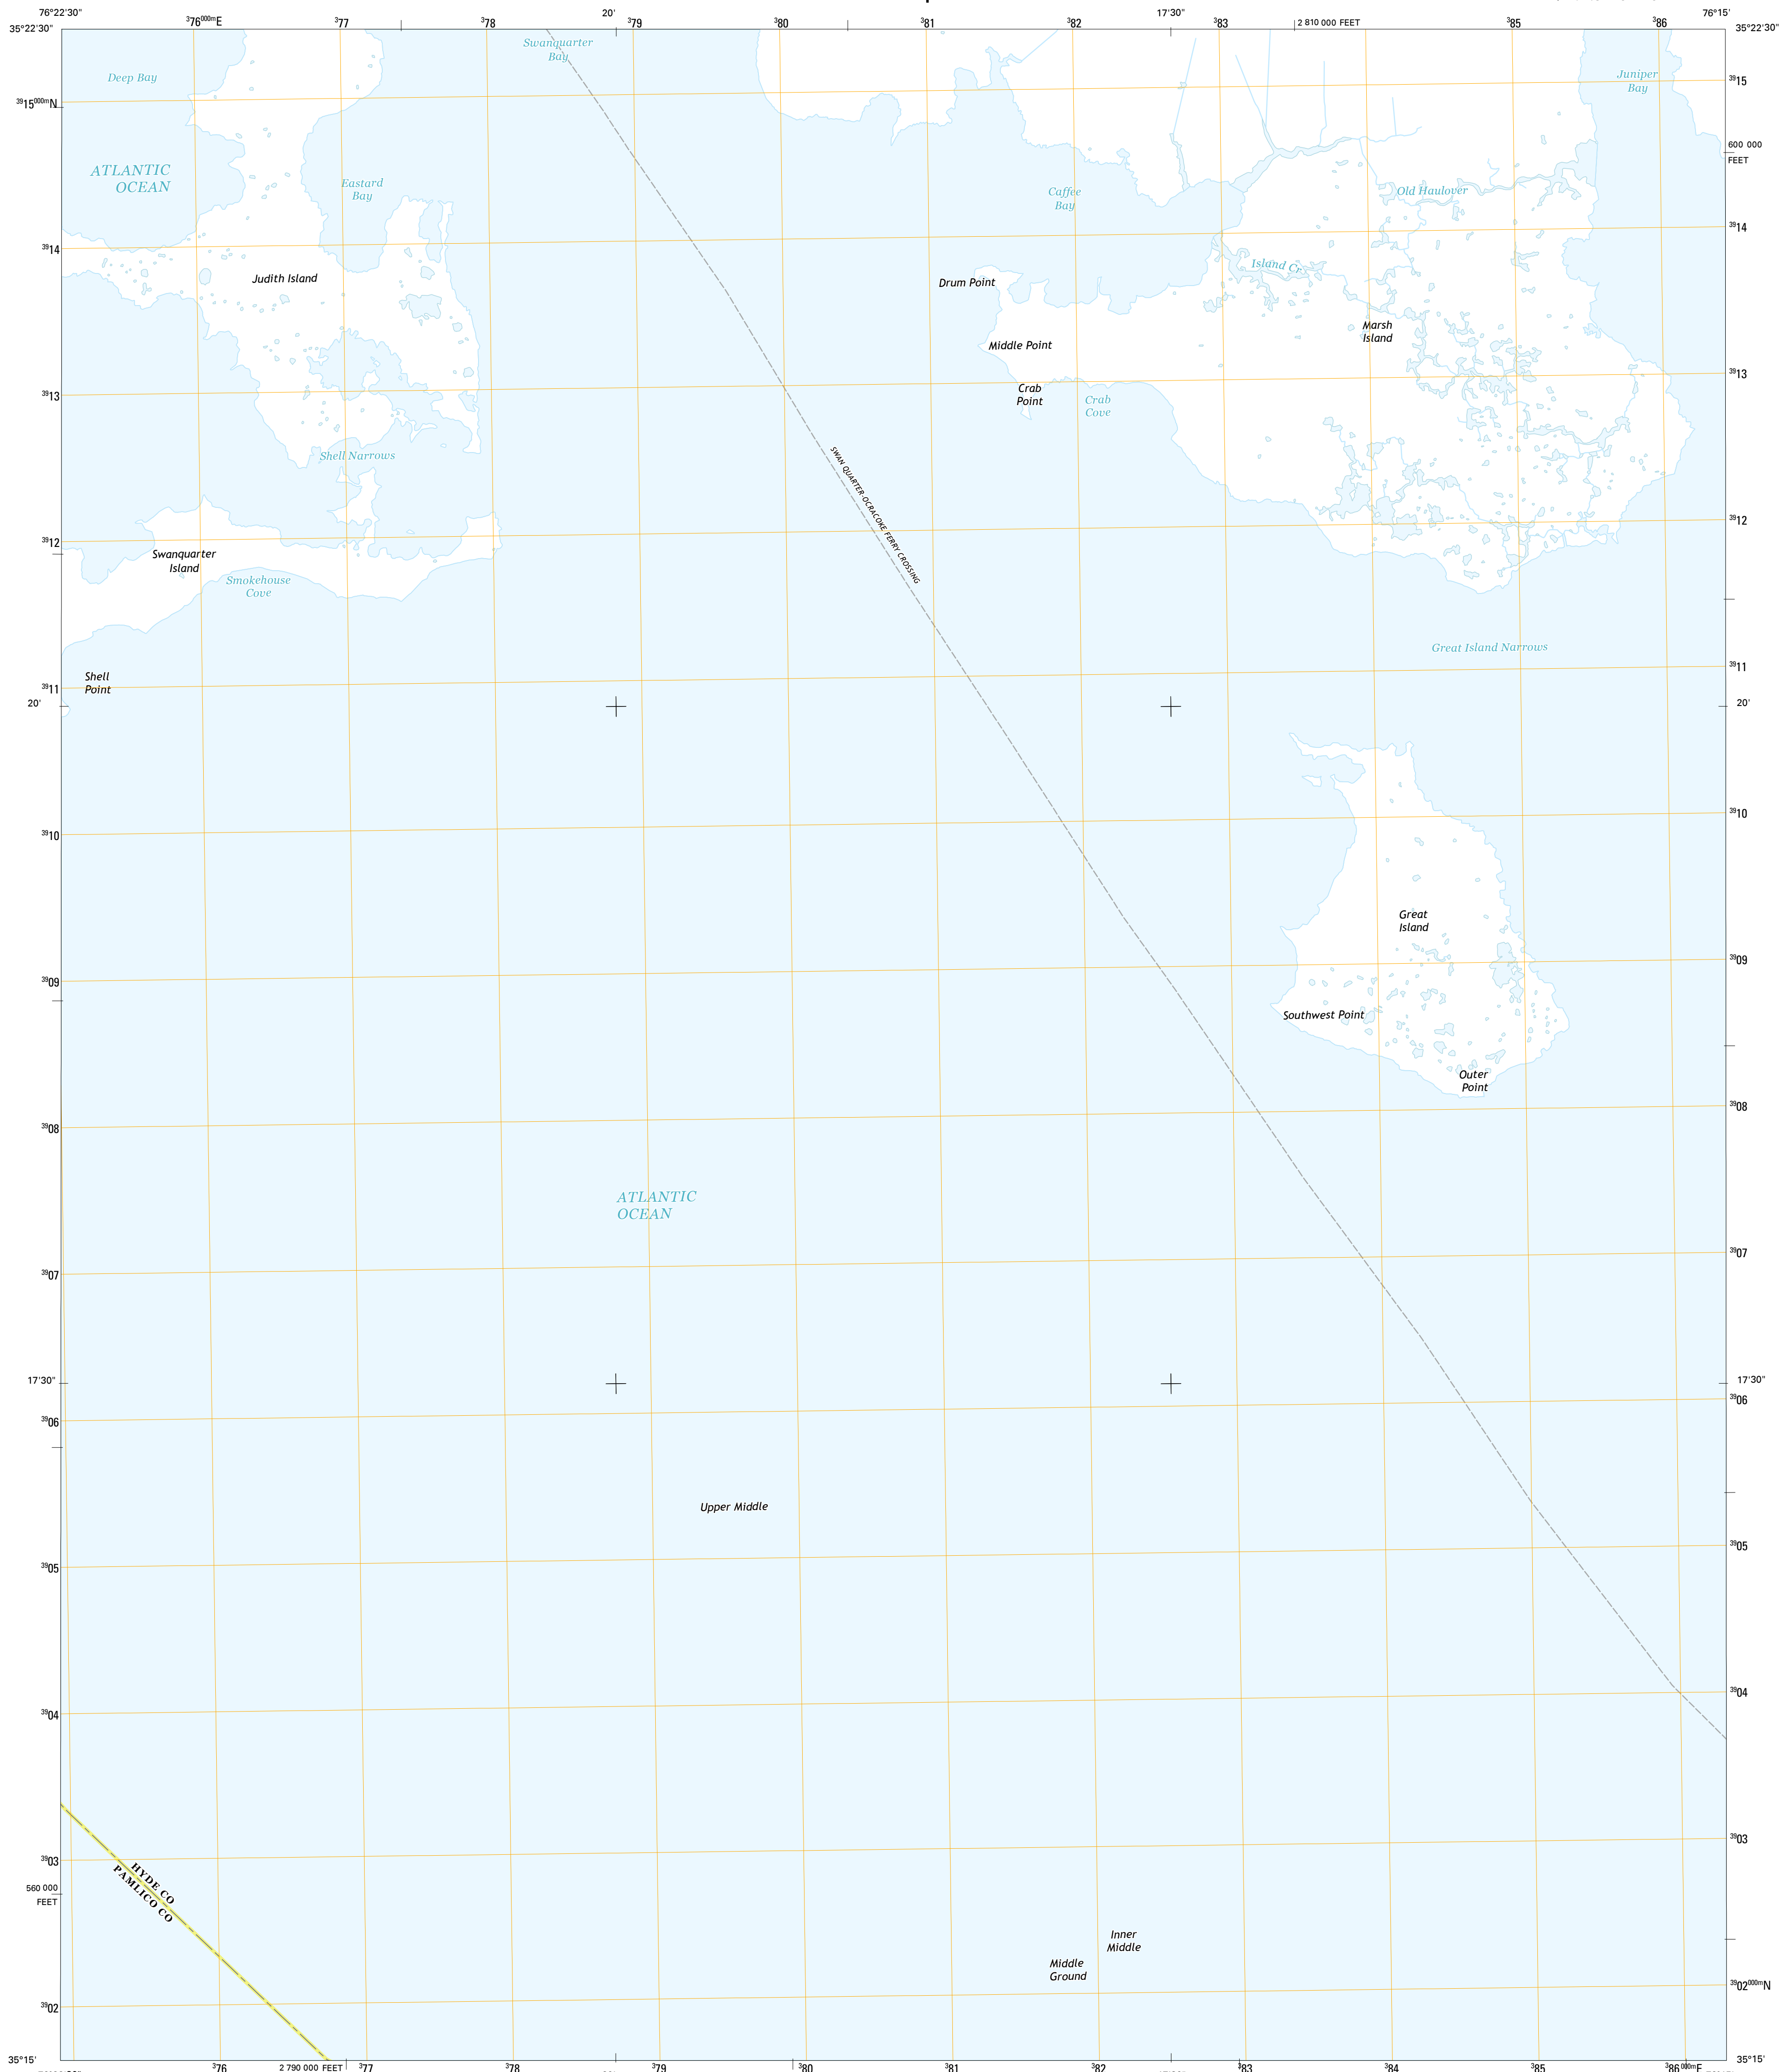 76°22'30"
³76⁰⁰⁰ᵐE
³77
³78
20'
³79
³80
³81
³82
17'30"
³83
2 810 000 FEET
³85
³86
76°15'
35°22'30"
35°22'30"
Swanquarter
Bay
Deep Bay
Juniper
Bay
³⁹15
³⁹15⁰⁰⁰ᵐN
600 000
FEET
ATLANTIC
OCEAN
Eastard
Bay
Caffee
Bay
Old Haulover
³⁹14
³⁹14
Island Cr
Judith Island
Drum Point
Marsh
Island
Middle Point
³⁹13
³⁹13
Crab
Point
Crab
Cove
Shell Narrows
SWAN QUARTER-OCRACOKE FERRY CROSSING
³⁹12
³⁹12
Swanquarter
Island
Smokehouse
Cove
Great Island Narrows
³⁹11
³⁹11
Shell
Point
20'
20'
³⁹10
³⁹10
Great
Island
³⁹09
³⁹09
Southwest Point
Outer
Point
³⁹08
³⁹08
ATLANTIC
OCEAN
³⁹07
³⁹07
17'30"
17'30"
³⁹06
³⁹06
Upper Middle
³⁹05
³⁹05
³⁹04
³⁹04
³⁹03
³⁹03
HYDE CO
PAMLICO CO
560 000
FEET
Inner
Middle
Middle
Ground
³⁹02⁰⁰⁰ᵐN
³⁹02
35°15'
35°15'
³76
2 790 000 FEET
³77
³78
³79
³80
³81
³82
³83
³84
³85
³86⁰⁰⁰ᵐE